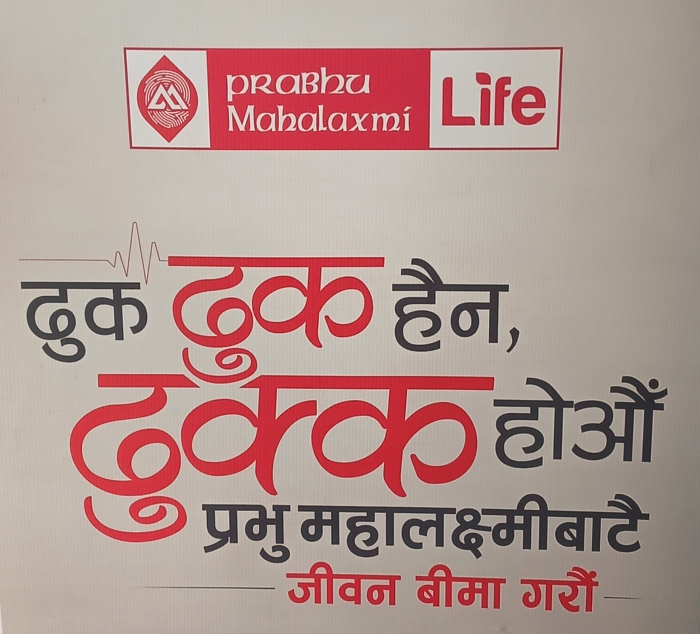 PRABHU
Mahalaxmi
Life
ढुक ढुक हैन,
ढुक्क होऔँ
प्रभु महालक्ष्मीबाटै
जीवन बीमा गरौं